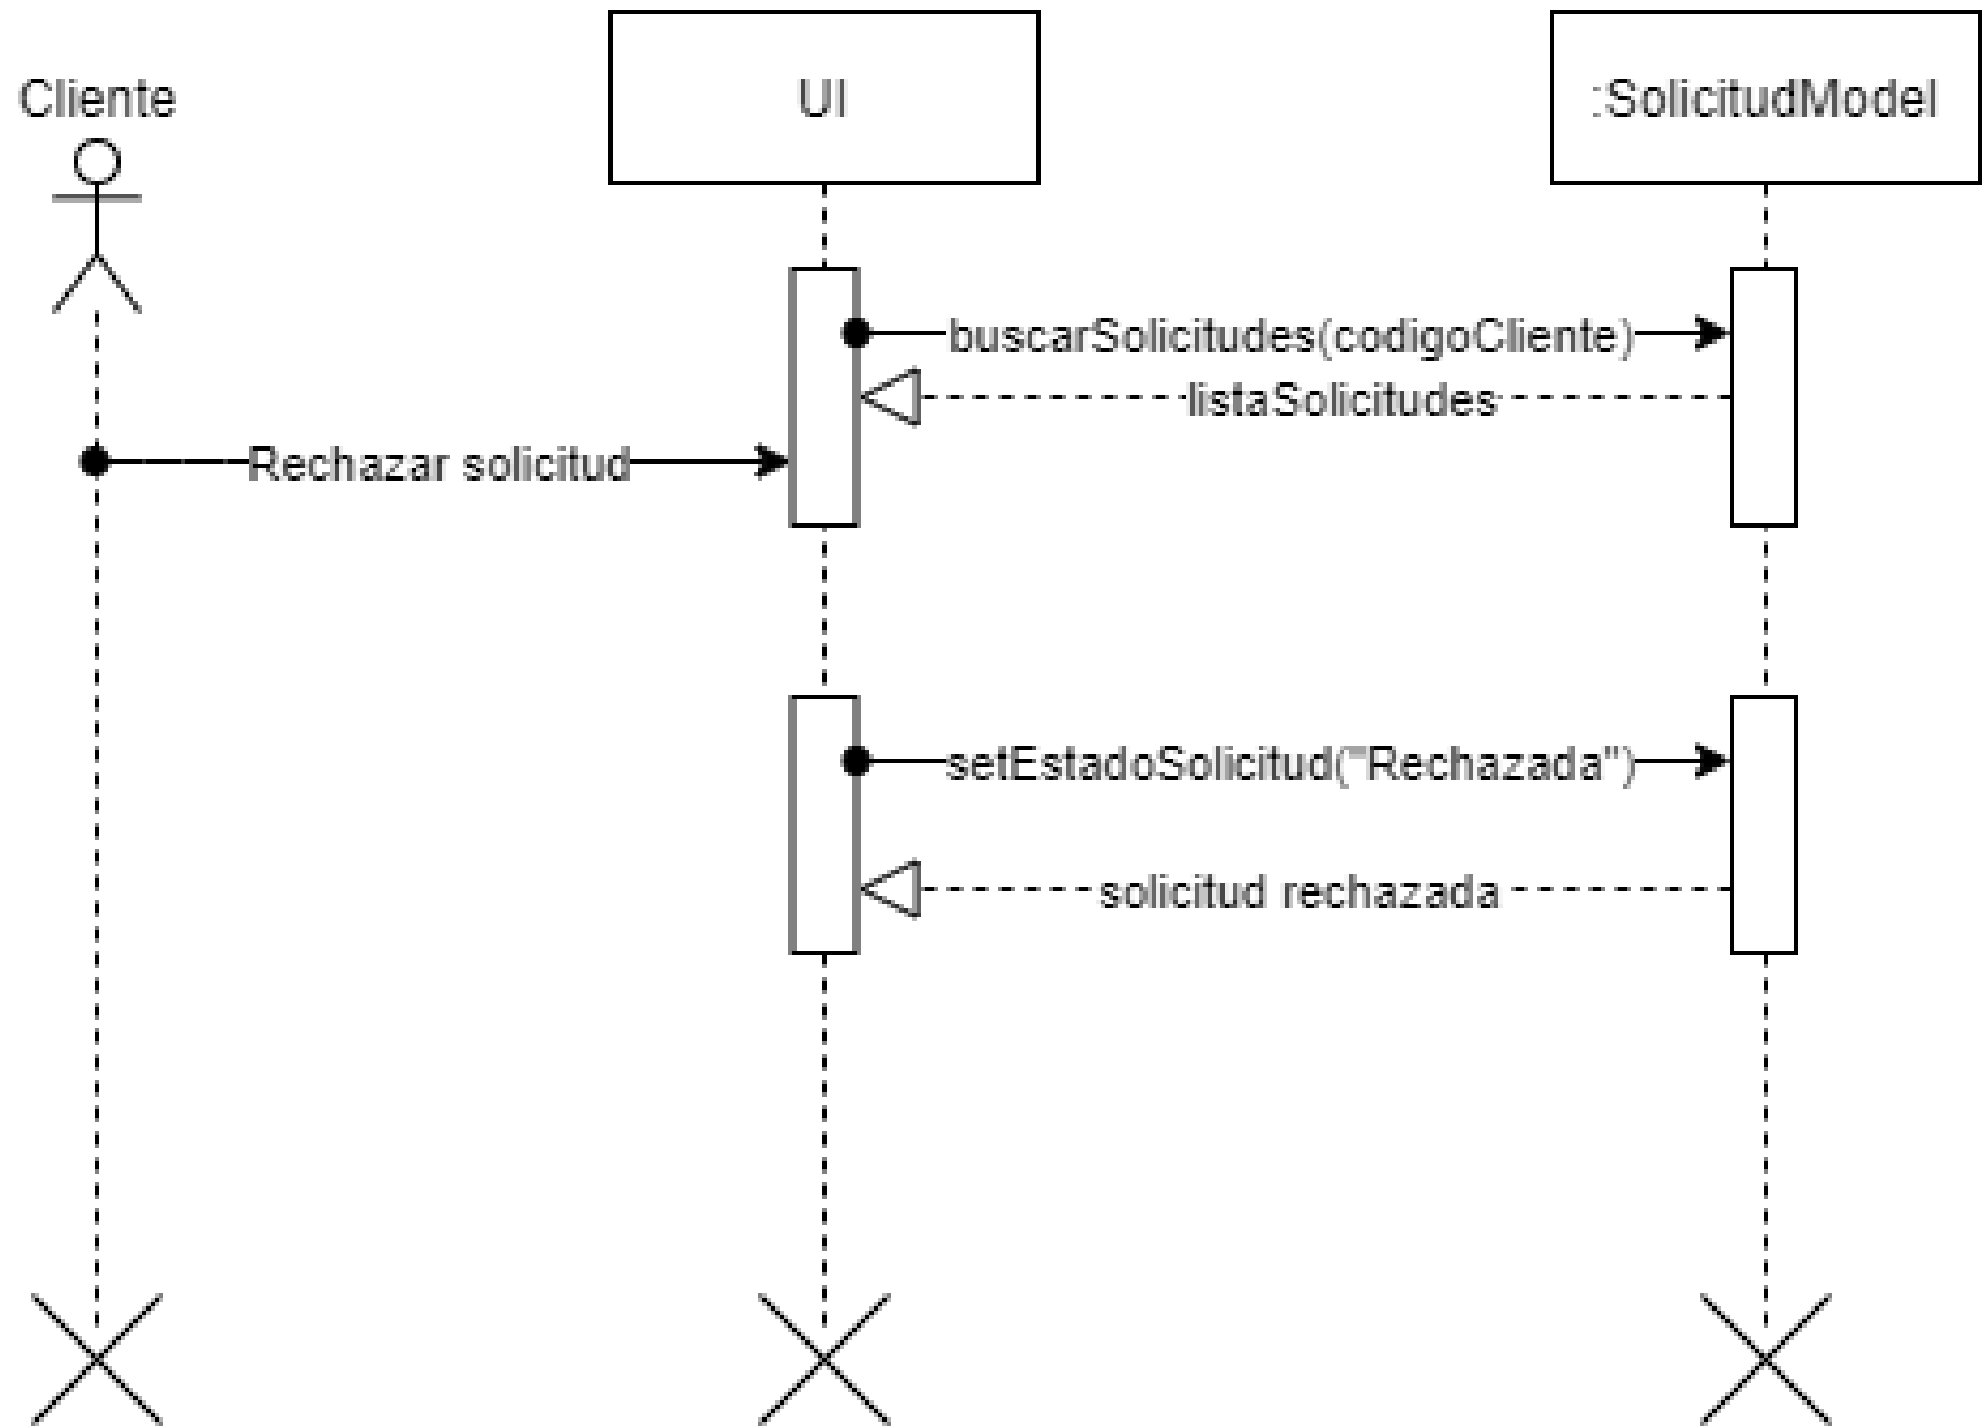 Cliente
UI
:SolicitudModel
buscarSolicitudes(codigoCliente)
listaSolicitudes
Rechazar solicitud
setEstadoSolicitud("Rechazada")
solicitud rechazada